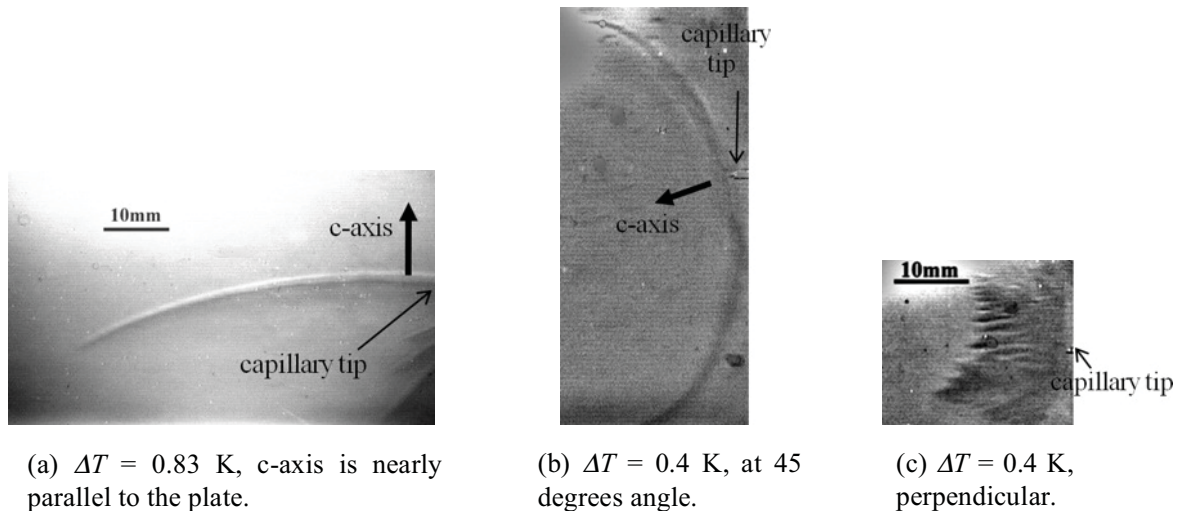 10mm
c-axis
capillary tip
capillary
tip
c-axis
10mm
capillary tip
(a) ΔT = 0.83 K, c-axis is nearly
parallel to the plate.
(b) ΔT = 0.4 K, at 45
degrees angle.
(c) ΔT = 0.4 K,
perpendicular.